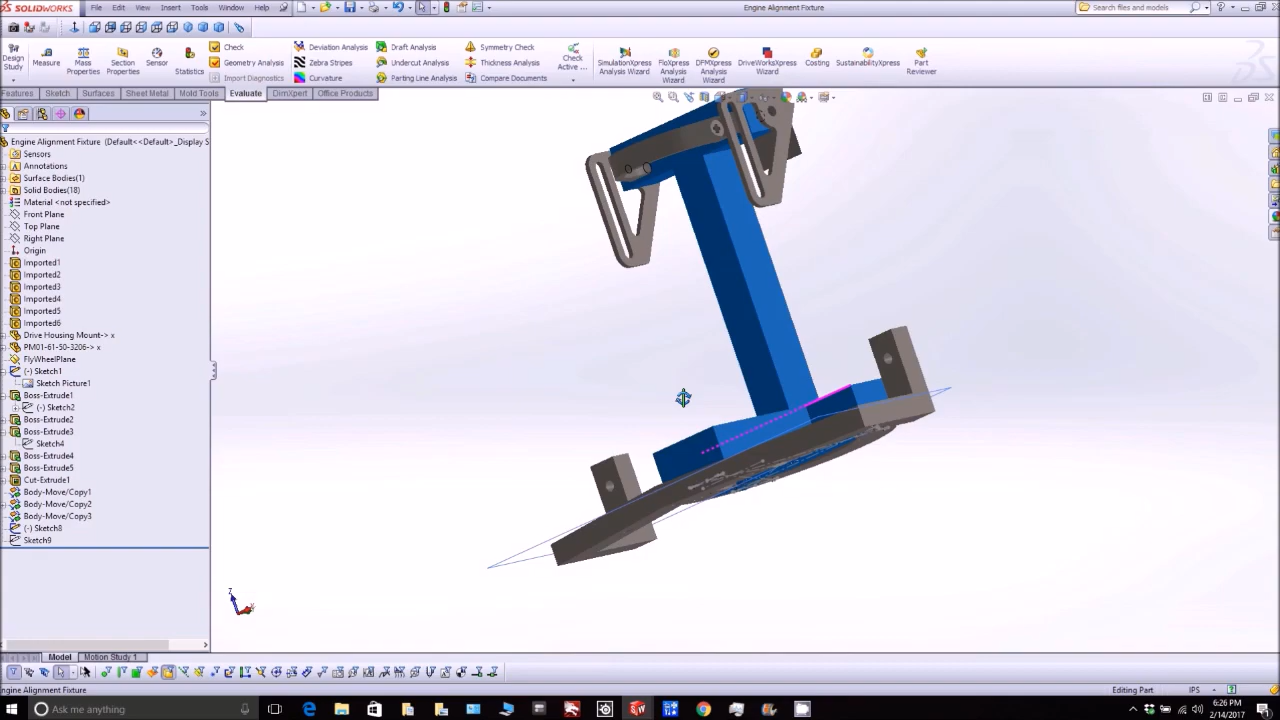 SOLIDWORKS File Edit View Insert Tools Window Help Engine Alignment Fixture Search files and models
Design Study Measure Mass Properties Section Properties Sensor Statistics
Check Geometry Analysis Import Diagnostics
Deviation Analysis Zebra Stripes Curvature
Draft Analysis Undercut Analysis Parting Line Analysis
Symmetry Check Thickness Analysis Compare Documents
Check Active ... SimulationXpress Analysis Wizard FloXpress Analysis Wizard DFMXpress Analysis Wizard DriveWorksXpress Wizard Costing SustainabilityXpress Part Reviewer
Features Sketch Surfaces Sheet Metal Mold Tools Evaluate DimXpert Office Products
Engine Alignment Fixture (Default<<Default>_Display S
Sensors
Annotations
Surface Bodies(1)
Solid Bodies(18)
Material <not specified>
Front Plane
Top Plane
Right Plane
Origin
Imported1
Imported2
Imported3
Imported4
Imported5
Imported6
Drive Housing Mount-> x
PM01-61-50-3206-> x
FlyWheelPlane
(-) Sketch1
Sketch Picture1
Boss-Extrude1
(-) Sketch2
Boss-Extrude2
Boss-Extrude3
Sketch4
Boss-Extrude4
Boss-Extrude5
Cut-Extrude1
Body-Move/Copy1
Body-Move/Copy2
Body-Move/Copy3
(-) Sketch8
Sketch9
Z
Model Motion Study 1
Engine Alignment Fixture Editing Part IPS
Ask me anything 6:26 PM
2/14/2017